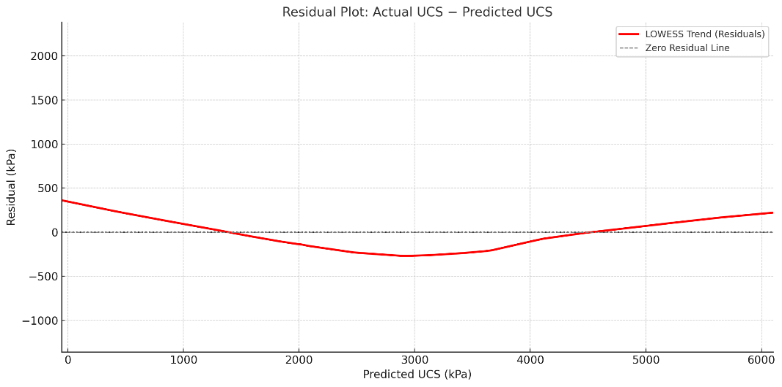 Residual Plot: Actual UCS − Predicted UCS
LOWESS Trend (Residuals)
Zero Residual Line
Residual (kPa)
2000
1500
1000
500
0
−500
−1000
0 1000 2000 3000 4000 5000 6000
Predicted UCS (kPa)